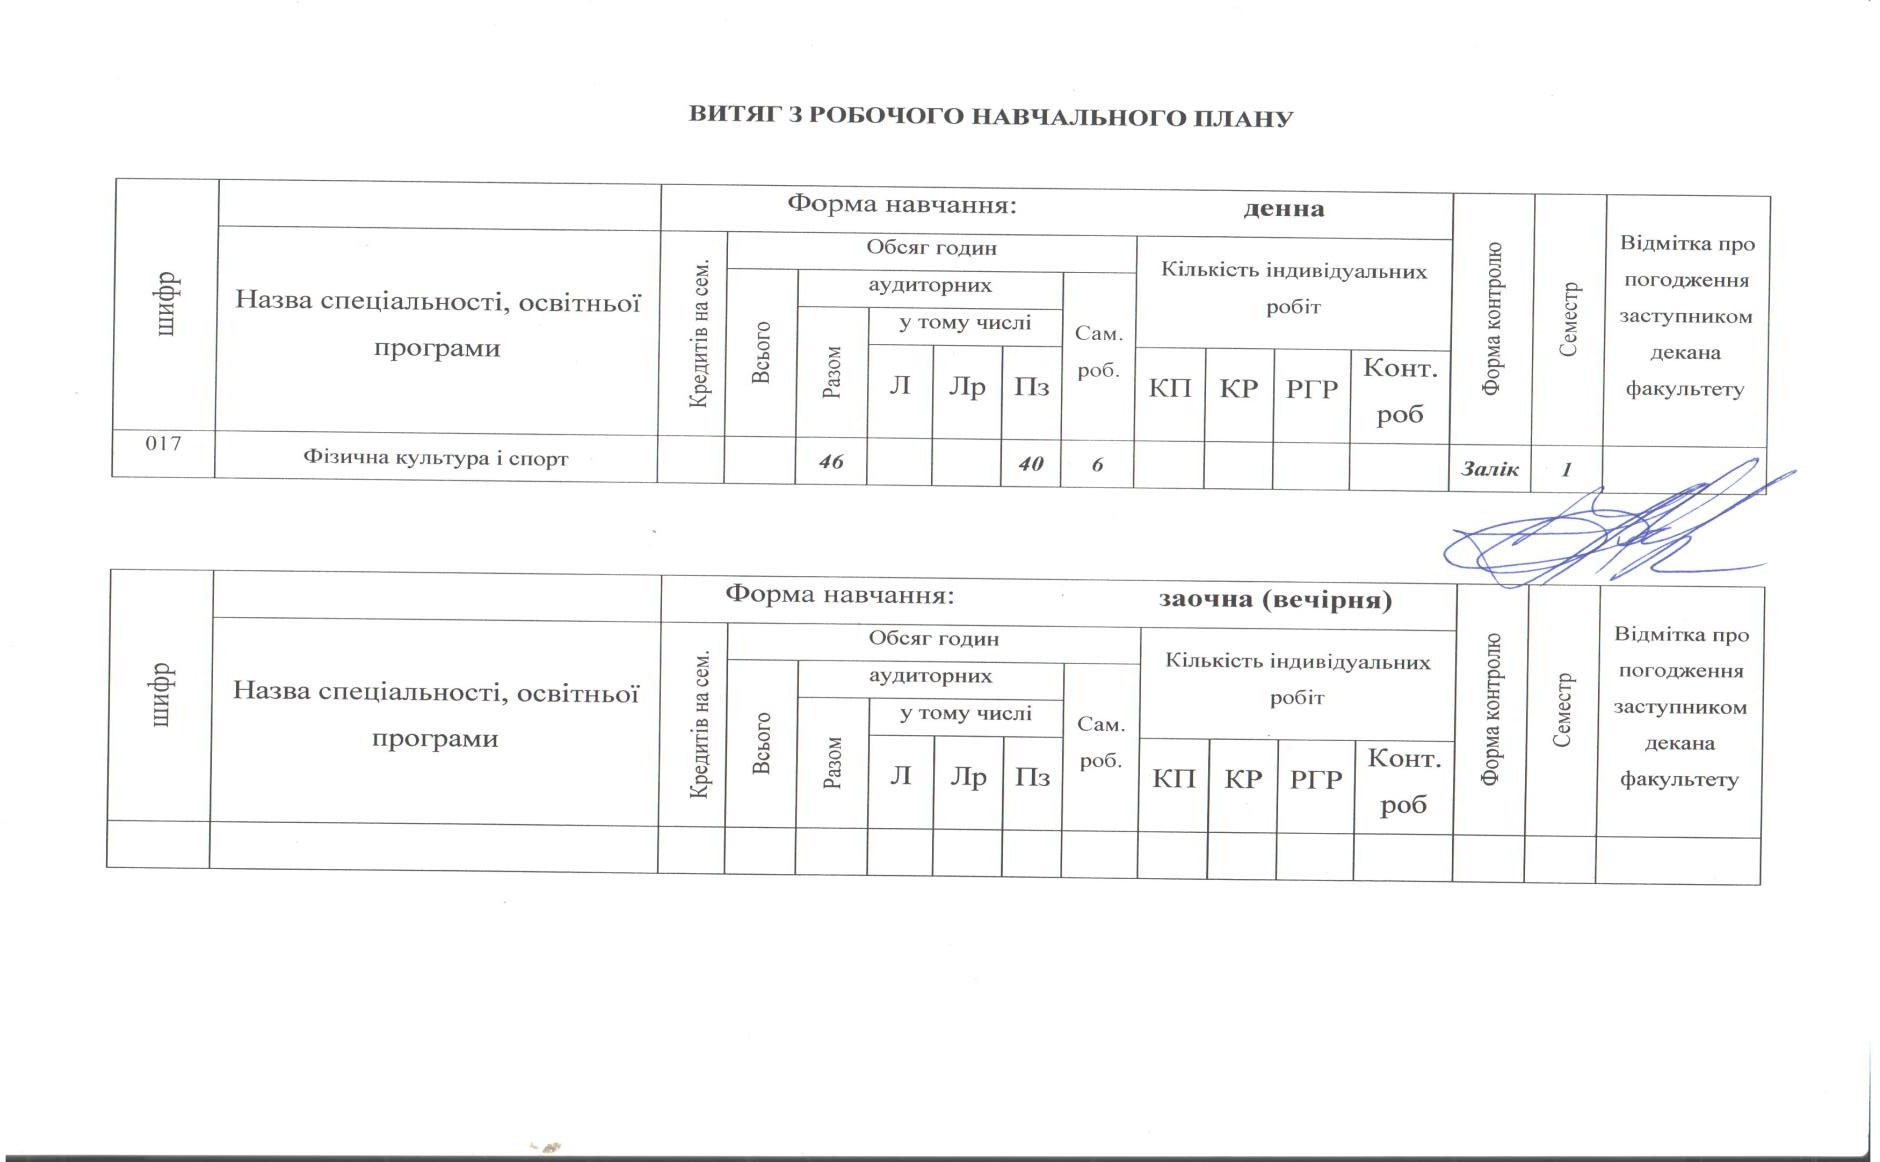 ВИТЯГ З РОБОЧОГО НАВЧАЛЬНОГО ПЛАНУ
шифр
Назва спеціальності, освітньої
програми
Форма навчання: денна
Кредитів на сем.
Обсяг годин
Всього
аудиторних
Разом
у тому числі
Л Лр Пз
Сам.
роб.
Кількість індивідуальних
робіт
КП КР РГР Конт.
роб
Форма контролю
Семестр
Відмітка про
погодження
заступником
декана
факультету
017 Фізична культура і спорт 46 40 6 Залік 1
шифр
Назва спеціальності, освітньої
програми
Форма навчання: заочна (вечірня)
Кредитів на сем.
Обсяг годин
Всього
аудиторних
Разом
у тому числі
Л Лр Пз
Сам.
роб.
Кількість індивідуальних
робіт
КП КР РГР Конт.
роб
Форма контролю
Семестр
Відмітка про
погодження
заступником
декана
факультету